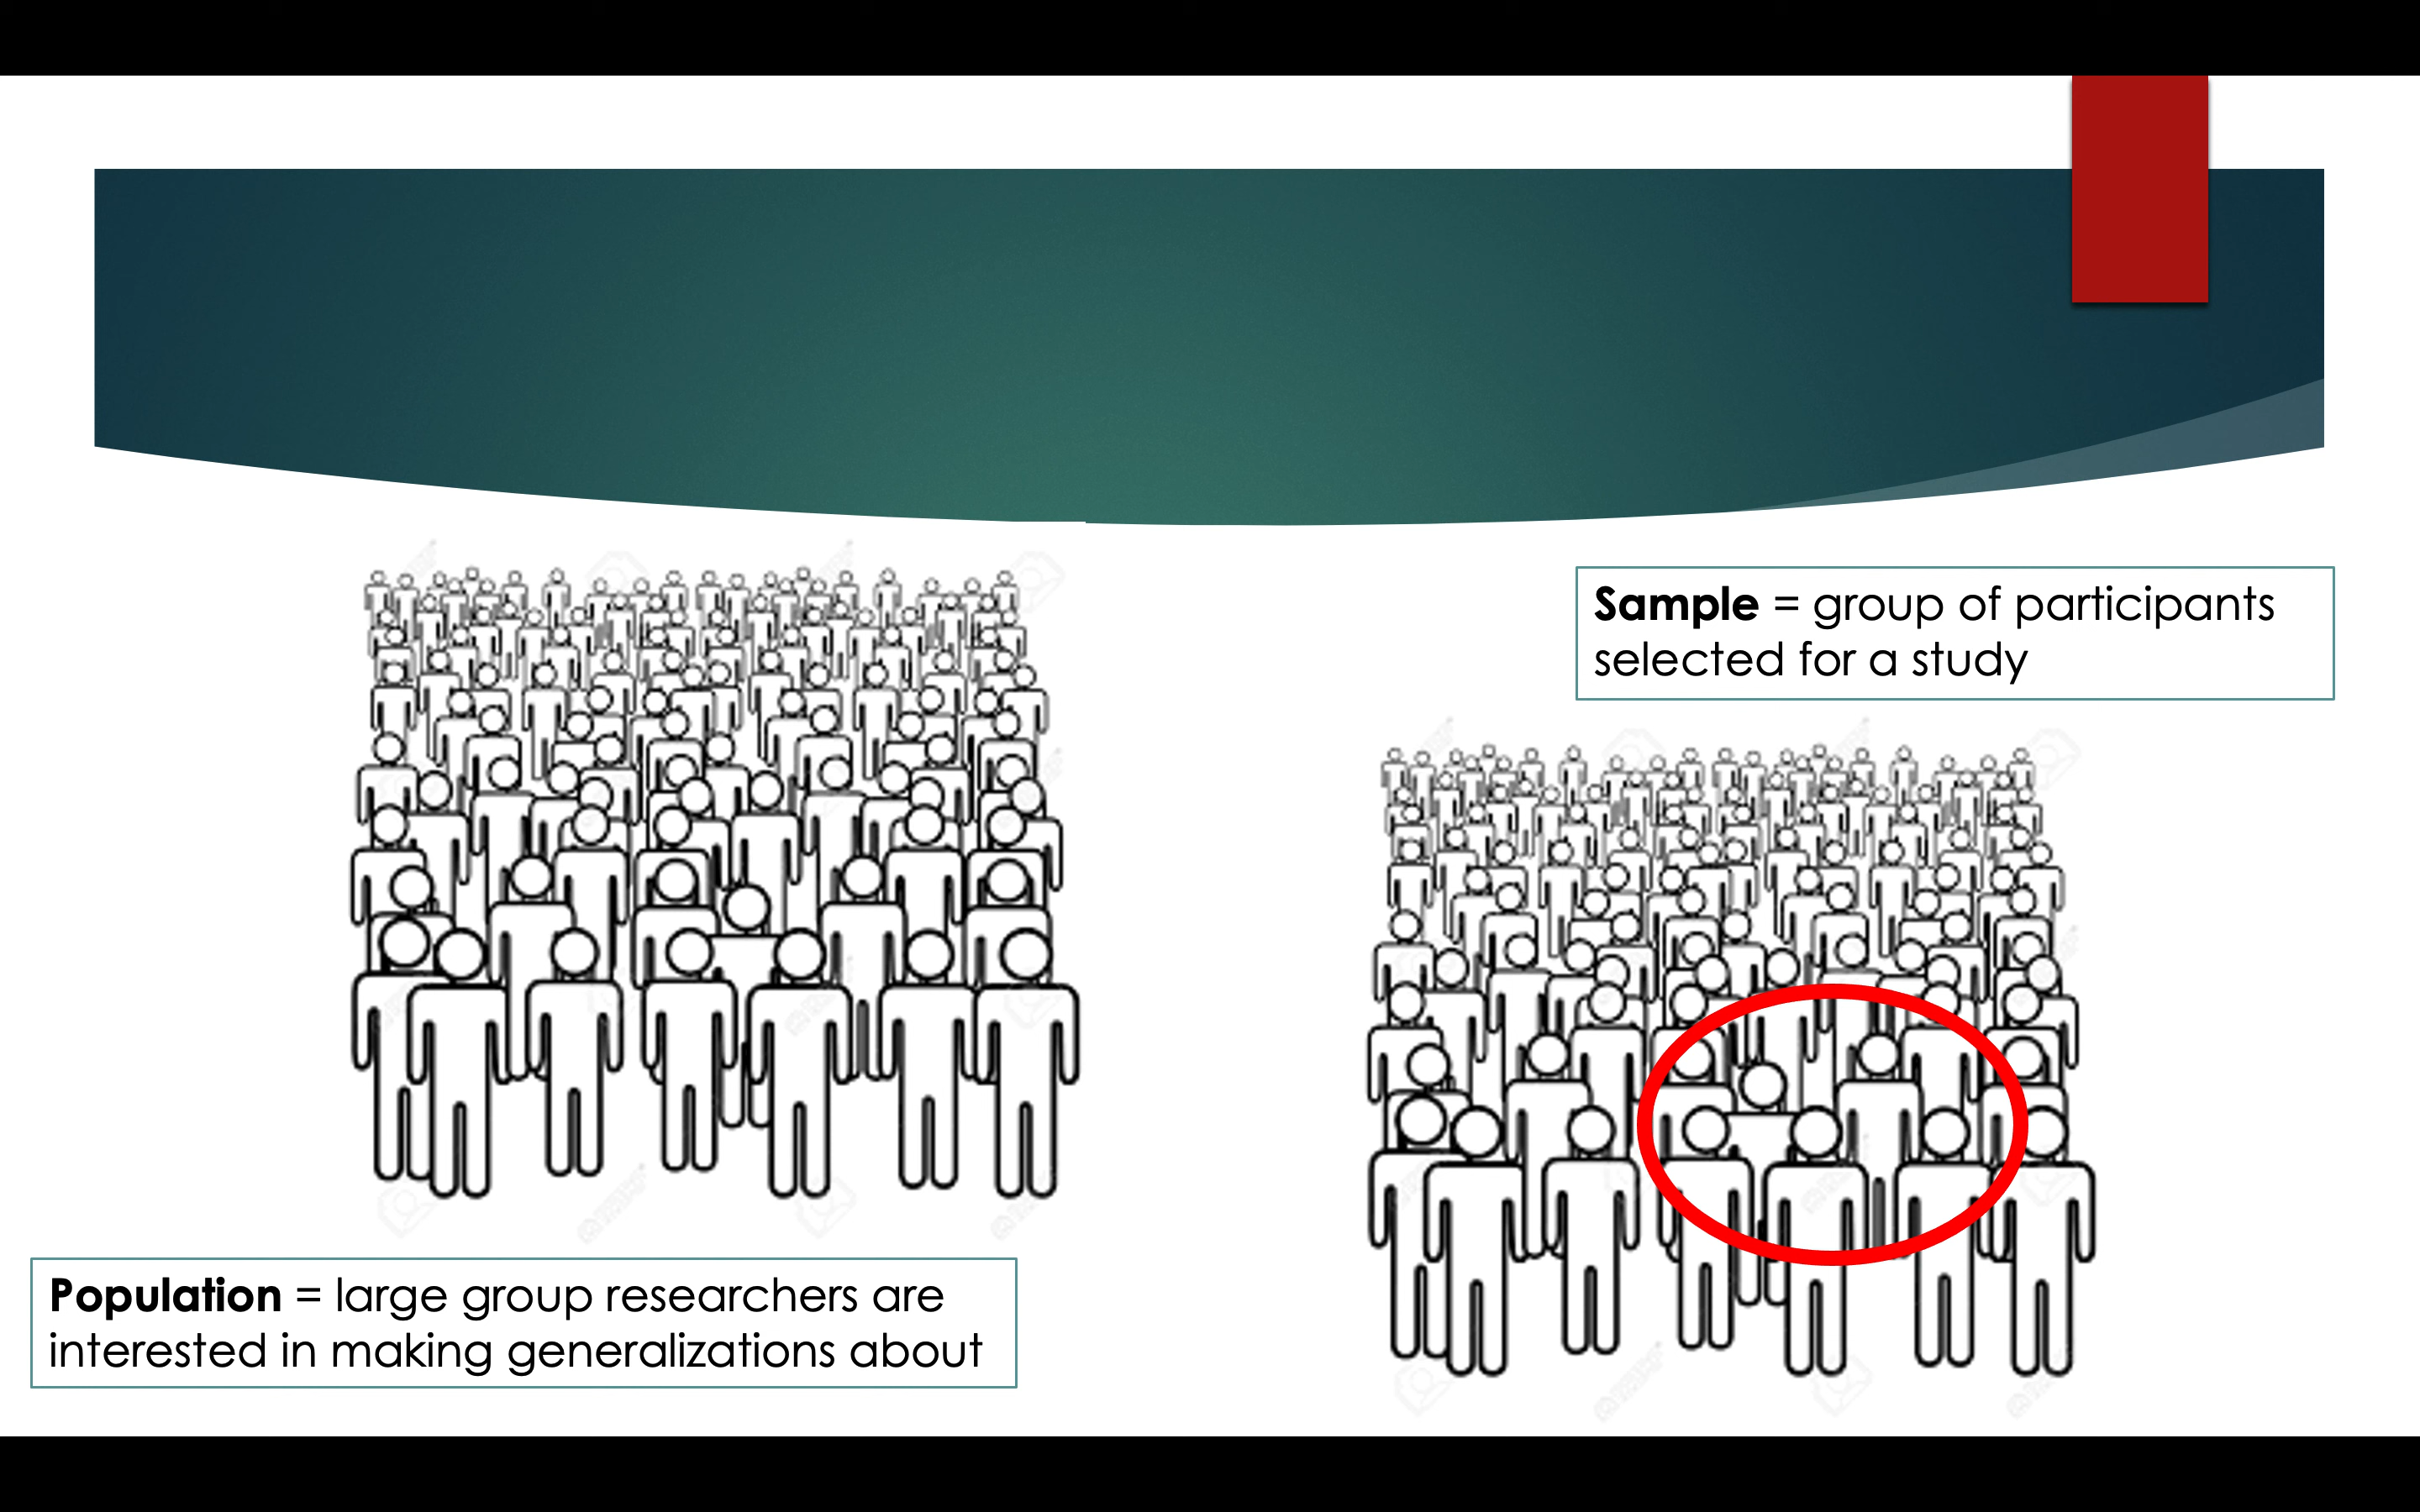 Sample = group of participants
selected for a study
Population = large group researchers are
interested in making generalizations about